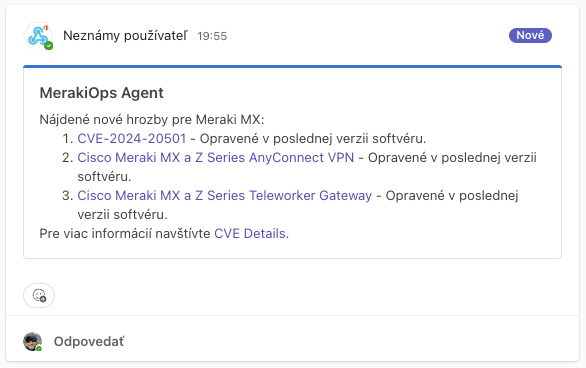 Neznámy používateľ 19:55 Nové
MerakiOps Agent
Nájdené nové hrozby pre Meraki MX:
1. CVE-2024-20501 - Opravené v poslednej verzii softvéru.
2. Cisco Meraki MX a Z Series AnyConnect VPN - Opravené v poslednej verzii
softvéru.
3. Cisco Meraki MX a Z Series Teleworker Gateway - Opravené v poslednej
verzii softvéru.
Pre viac informácií navštívte CVE Details.
Odpovedať